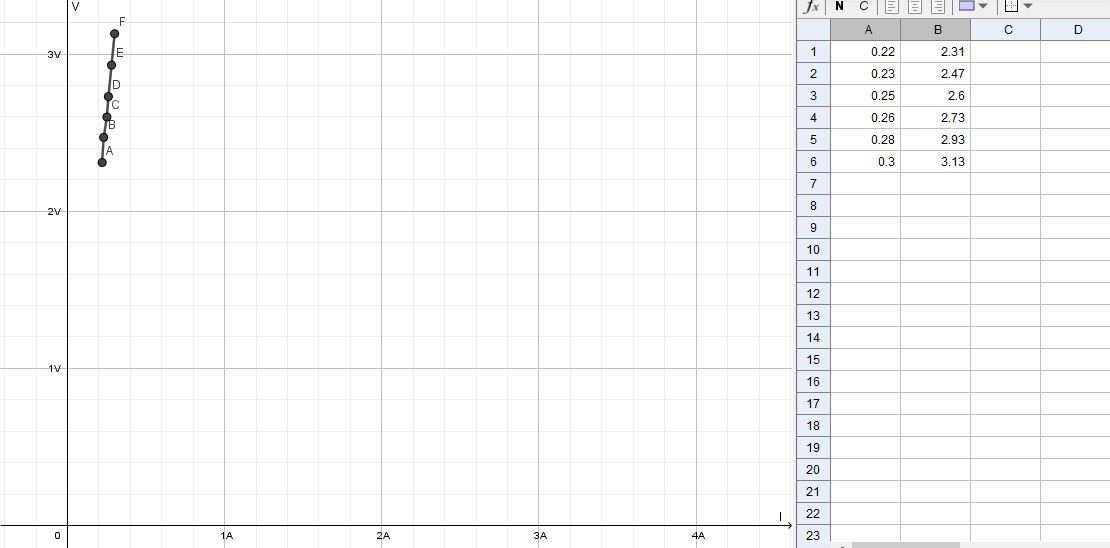 V
F
E
D
C
B
A
3V
2V
1V
0
1A
2A
3A
4A
I
fx N C
A B C D
1 0.22 2.31
2 0.23 2.47
3 0.25 2.6
4 0.26 2.73
5 0.28 2.93
6 0.3 3.13
7
8
9
10
11
12
13
14
15
16
17
18
19
20
21
22
23